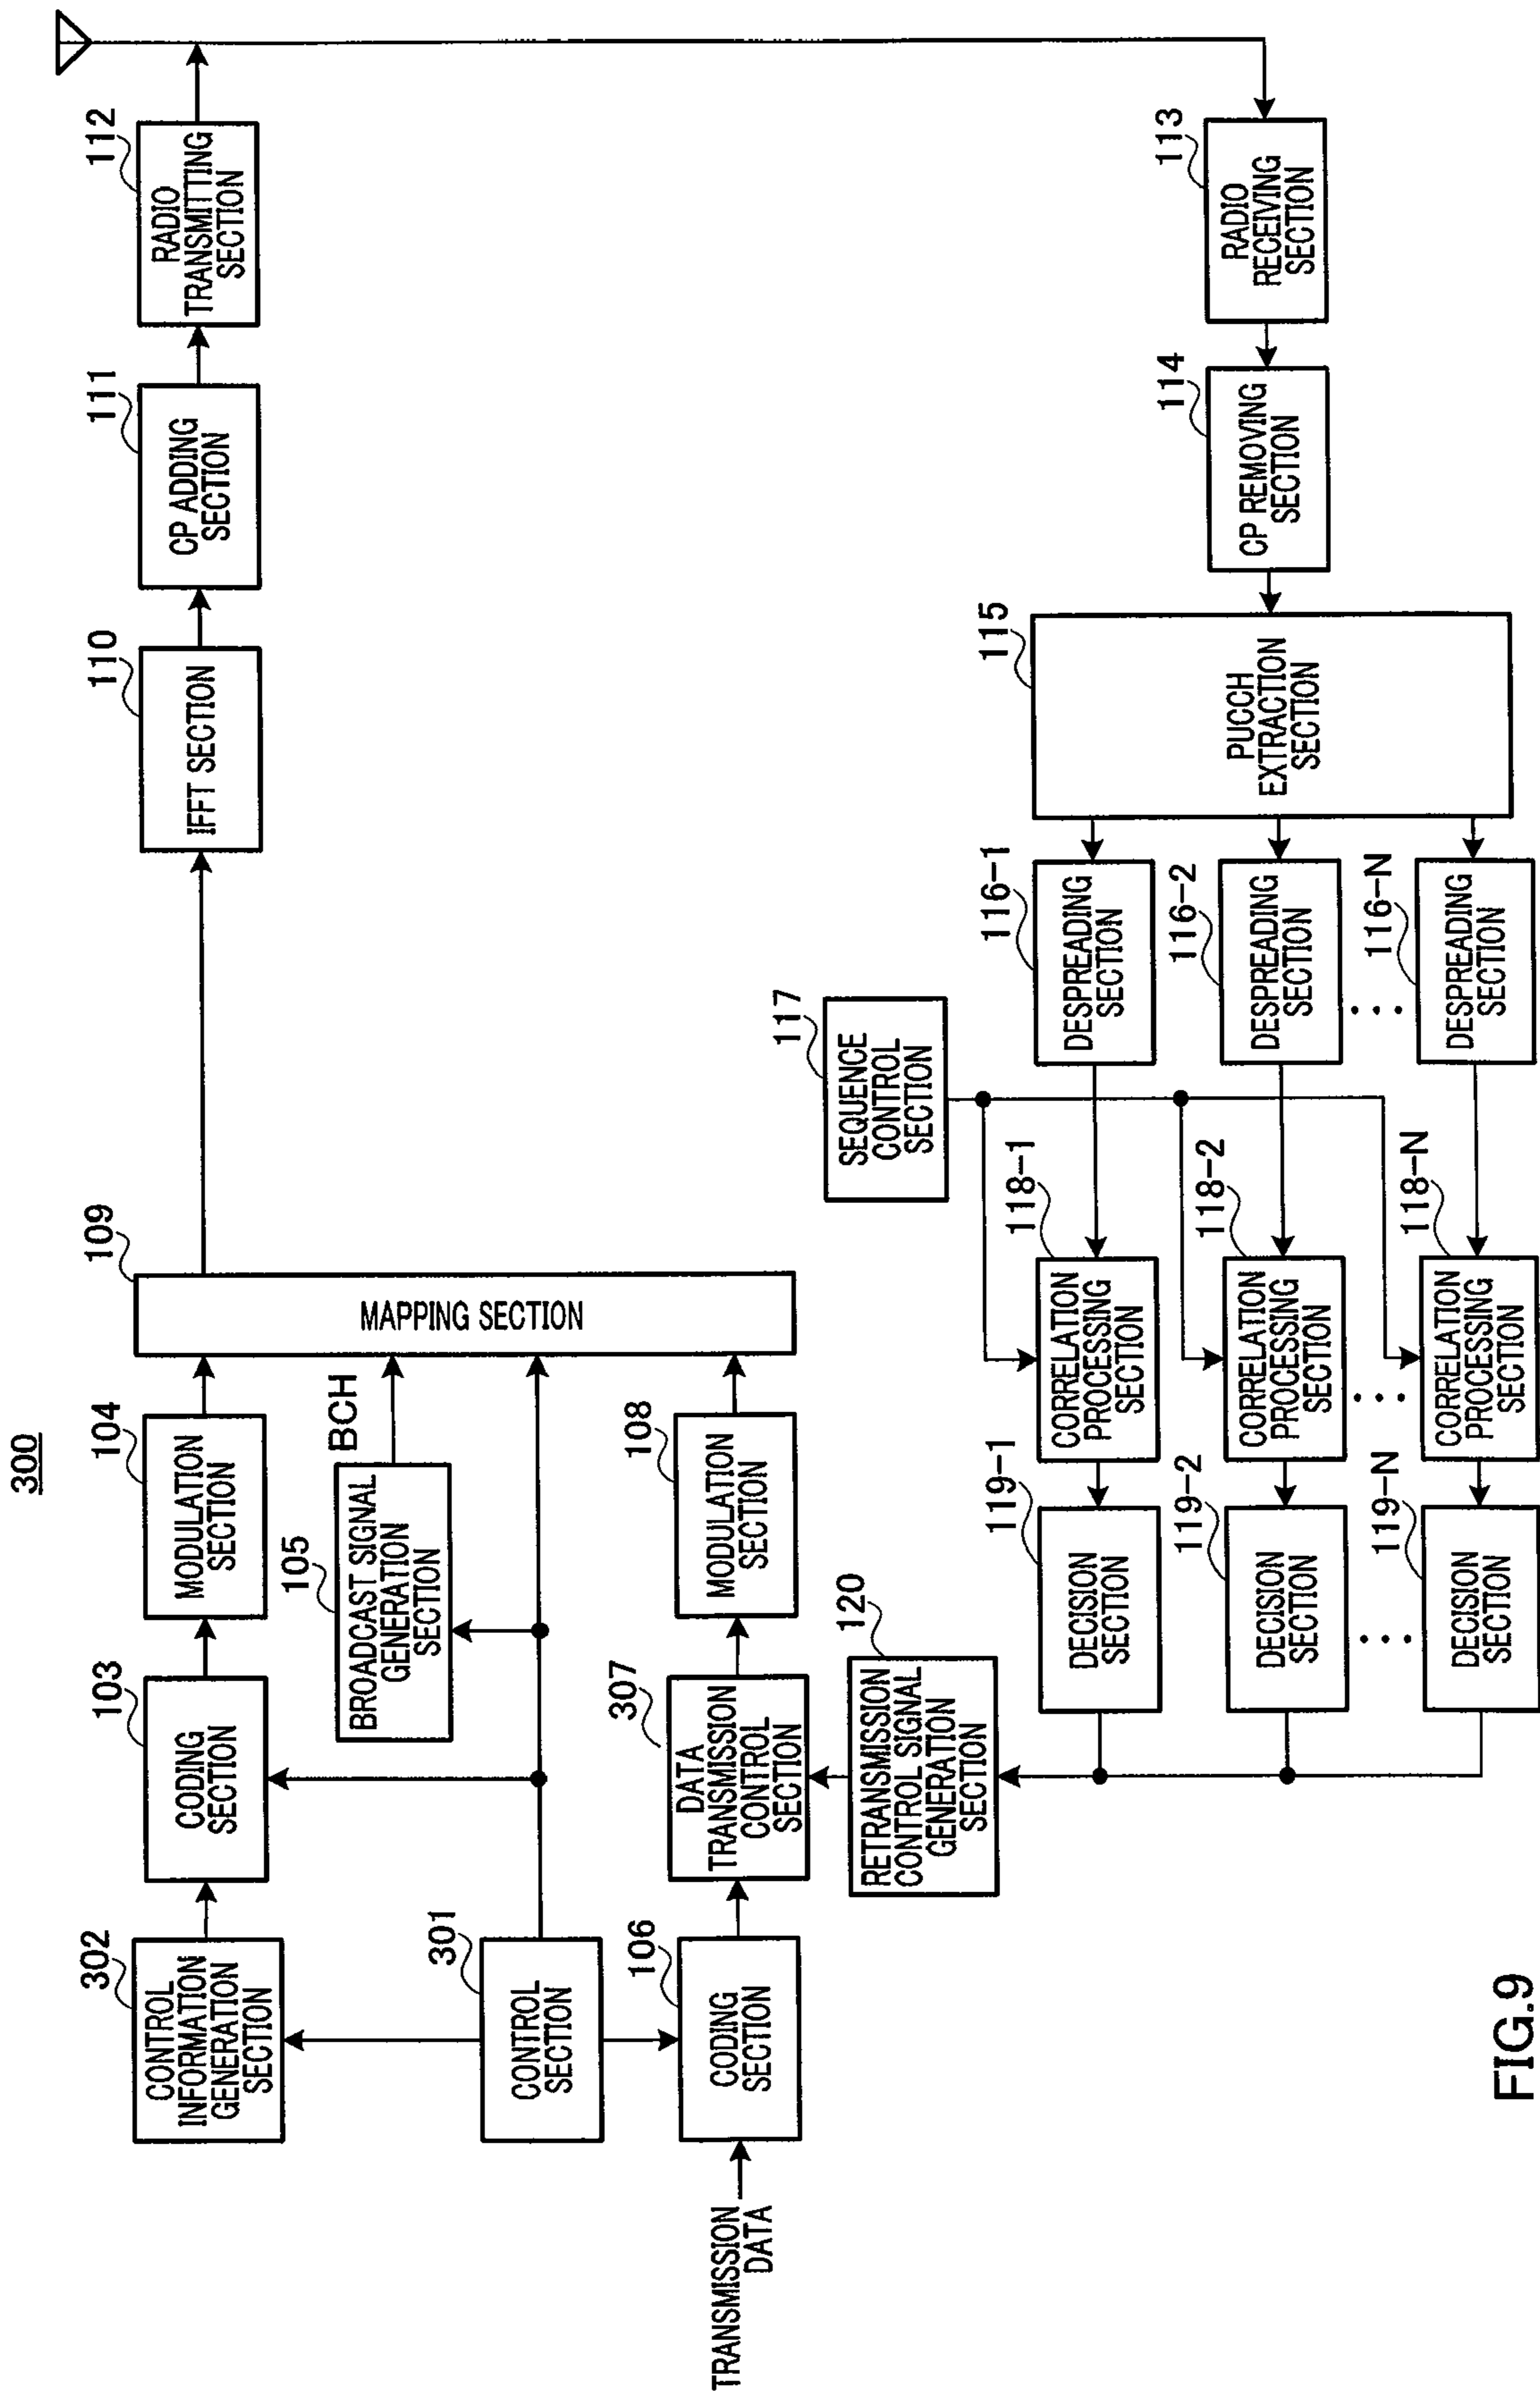 300
302
CONTROL
INFORMATION
GENERATION
SECTION
103
CODING
SECTION
104
MODULATION
SECTION
109
MAPPING SECTION
110
IFFT SECTION
111
CP ADDING
SECTION
112
RADIO
TRANSMITTING
SECTION
105
BROADCAST SIGNAL
GENERATION
SECTION
BCH
301
CONTROL
SECTION
TRANSMISSION
DATA
106
CODING
SECTION
307
DATA
TRANSMISSION
CONTROL
SECTION
108
MODULATION
SECTION
120
RETRANSMISSION
CONTROL SIGNAL
GENERATION
SECTION
117
SEQUENCE
CONTROL
SECTION
119-1
DECISION
SECTION
118-1
CORRELATION
PROCESSING
SECTION
116-1
DESPREADING
SECTION
115
PUCCH
EXTRACTION
SECTION
114
CP REMOVING
SECTION
113
RADIO
RECEIVING
SECTION
119-2
DECISION
SECTION
118-2
CORRELATION
PROCESSING
SECTION
116-2
DESPREADING
SECTION
119-N
DECISION
SECTION
118-N
CORRELATION
PROCESSING
SECTION
116-N
DESPREADING
SECTION
FIG.9